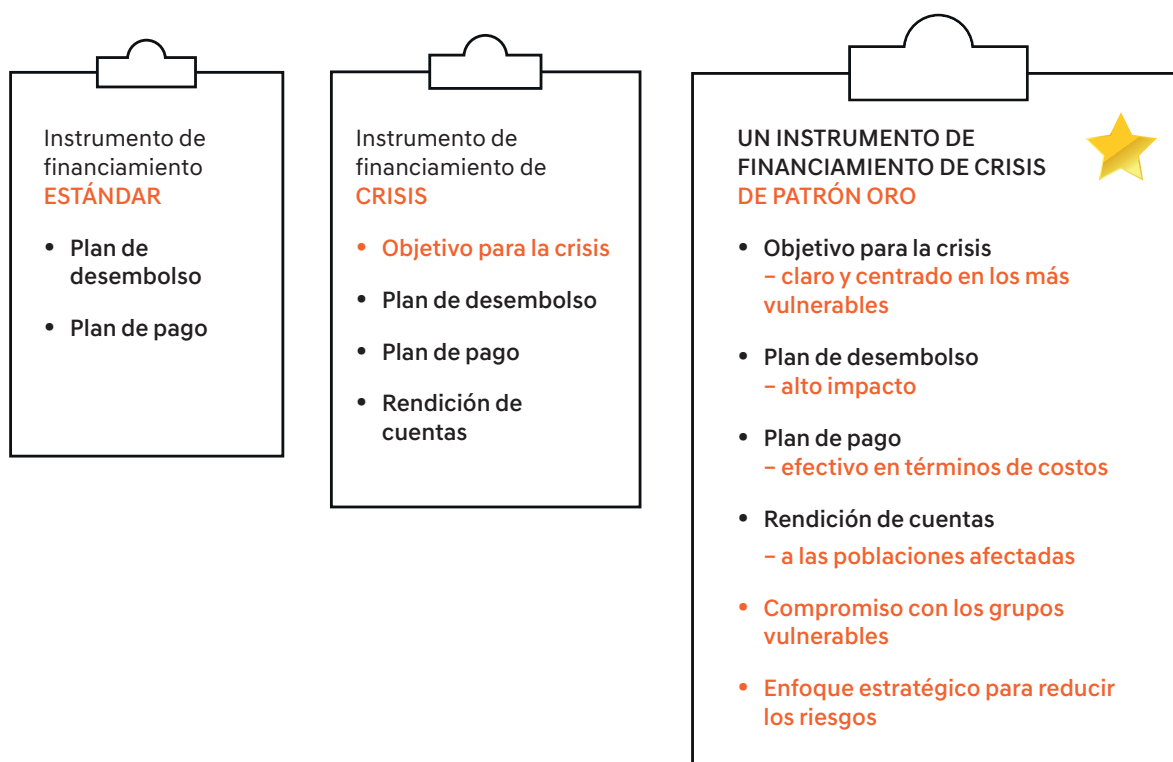 Instrumento de
financiamiento
ESTÁNDAR
• Plan de
desembolso
• Plan de pago
Instrumento de
financiamiento de
CRISIS
• Objetivo para la crisis
• Plan de desembolso
• Plan de pago
• Rendición de
cuentas
UN INSTRUMENTO DE
FINANCIAMIENTO DE CRISIS
DE PATRÓN ORO
• Objetivo para la crisis
– claro y centrado en los más
vulnerables
• Plan de desembolso
– alto impacto
• Plan de pago
– efectivo en términos de costos
• Rendición de cuentas
– a las poblaciones afectadas
• Compromiso con los grupos
vulnerables
• Enfoque estratégico para reducir
los riesgos